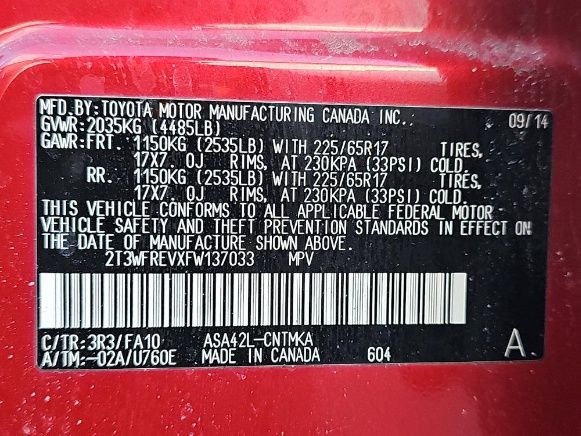 MFD.BY:TOYOTA MOTOR MANUFACTURING CANADA INC.. 09/14
GVWR:2035KG (4485LB)
GAWR:FRT. 1150KG (2535LB) WITH 225/65R17 TIRES,
17X7. 0J RIMS, AT 230KPA (33PSI) COLD.
RR. 1150KG (2535LB) WITH 225/65R17 TIRES,
17X7. 0J RIMS, AT 230KPA (33PSI) COLD.
THIS VEHICLE CONFORMS TO ALL APPLICABLE FEDERAL MOTOR
VEHICLE SAFETY AND THEFT PREVENTION STANDARDS IN EFFECT ON
THE DATE OF MANUFACTURE SHOWN ABOVE.
2T3WFREVXFW137033 MPV
C/TR:3R3/FA10 ASA42L-CNTMKA
A/TM:-02A/U760E MADE IN CANADA 604 A